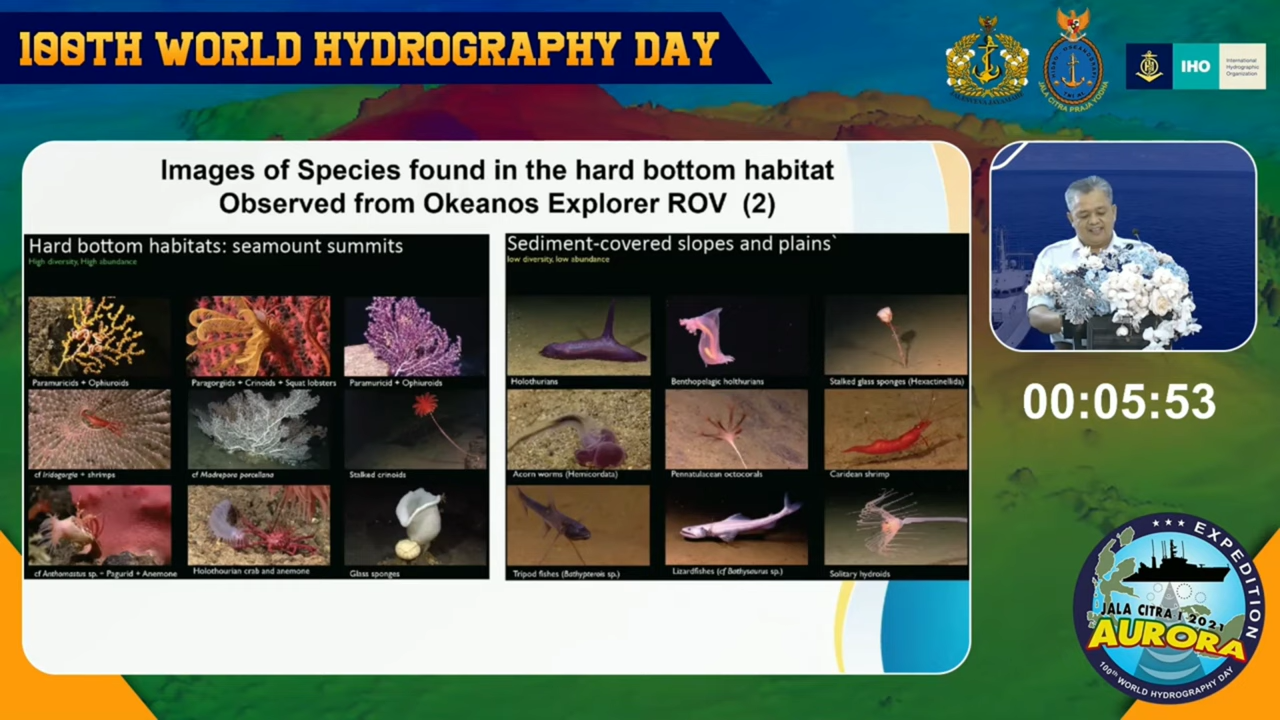 100TH WORLD HYDROGRAPHY DAY
IHO
International
Hydrographic
Organization
JALA CITRA PRAJA YODHA
Images of Species found in the hard bottom habitat
Observed from Okeanos Explorer ROV (2)
Hard bottom habitats: seamount summits
High diversity, High abundance
Paramuricids + Ophiuroids
Paragorgiids + Crinoids + Squat lobsters
Paramuricid + Ophiuroids
cf Iridogorgia + shrimps
cf Madrepora porcellana
Stalked crinoids
cf Anthomastus sp. + Pagurid + Anemone
Holothourian crab and anemone
Glass sponges
Sediment-covered slopes and plains`
low diversity, low abundance
Holothurians
Benthopelagic holthurians
Stalked glass sponges (Hexactinellida)
Acorn worms (Hemicordata)
Pennatulacean octocorals
Caridean shrimp
Tripod fishes (Bathypterois sp.)
Lizardfishes (cf Bathysaurus sp.)
Solitary hydroids
00:05:53
EXPEDITION
JALA CITRA I 2021
AURORA
100th WORLD HYDROGRAPHY DAY